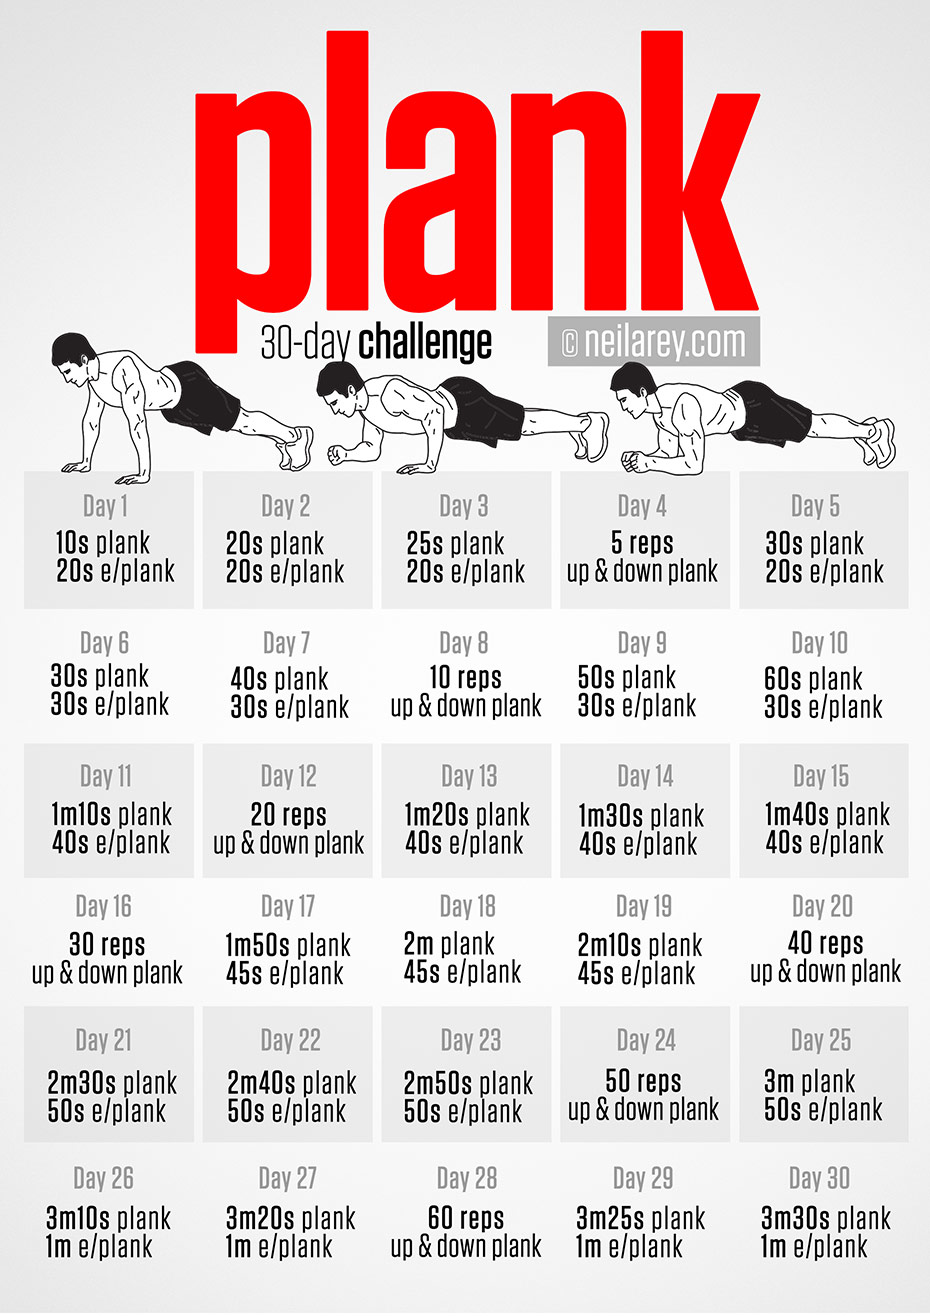 plank
30-day challenge
© neilarey.com
Day 1
10s plank
20s e/plank
Day 2
20s plank
20s e/plank
Day 3
25s plank
20s e/plank
Day 4
5 reps
up & down plank
Day 5
30s plank
20s e/plank
Day 6
30s plank
30s e/plank
Day 7
40s plank
30s e/plank
Day 8
10 reps
up & down plank
Day 9
50s plank
30s e/plank
Day 10
60s plank
30s e/plank
Day 11
1m10s plank
40s e/plank
Day 12
20 reps
up & down plank
Day 13
1m20s plank
40s e/plank
Day 14
1m30s plank
40s e/plank
Day 15
1m40s plank
40s e/plank
Day 16
30 reps
up & down plank
Day 17
1m50s plank
45s e/plank
Day 18
2m plank
45s e/plank
Day 19
2m10s plank
45s e/plank
Day 20
40 reps
up & down plank
Day 21
2m30s plank
50s e/plank
Day 22
2m40s plank
50s e/plank
Day 23
2m50s plank
50s e/plank
Day 24
50 reps
up & down plank
Day 25
3m plank
50s e/plank
Day 26
3m10s plank
1m e/plank
Day 27
3m20s plank
1m e/plank
Day 28
60 reps
up & down plank
Day 29
3m25s plank
1m e/plank
Day 30
3m30s plank
1m e/plank